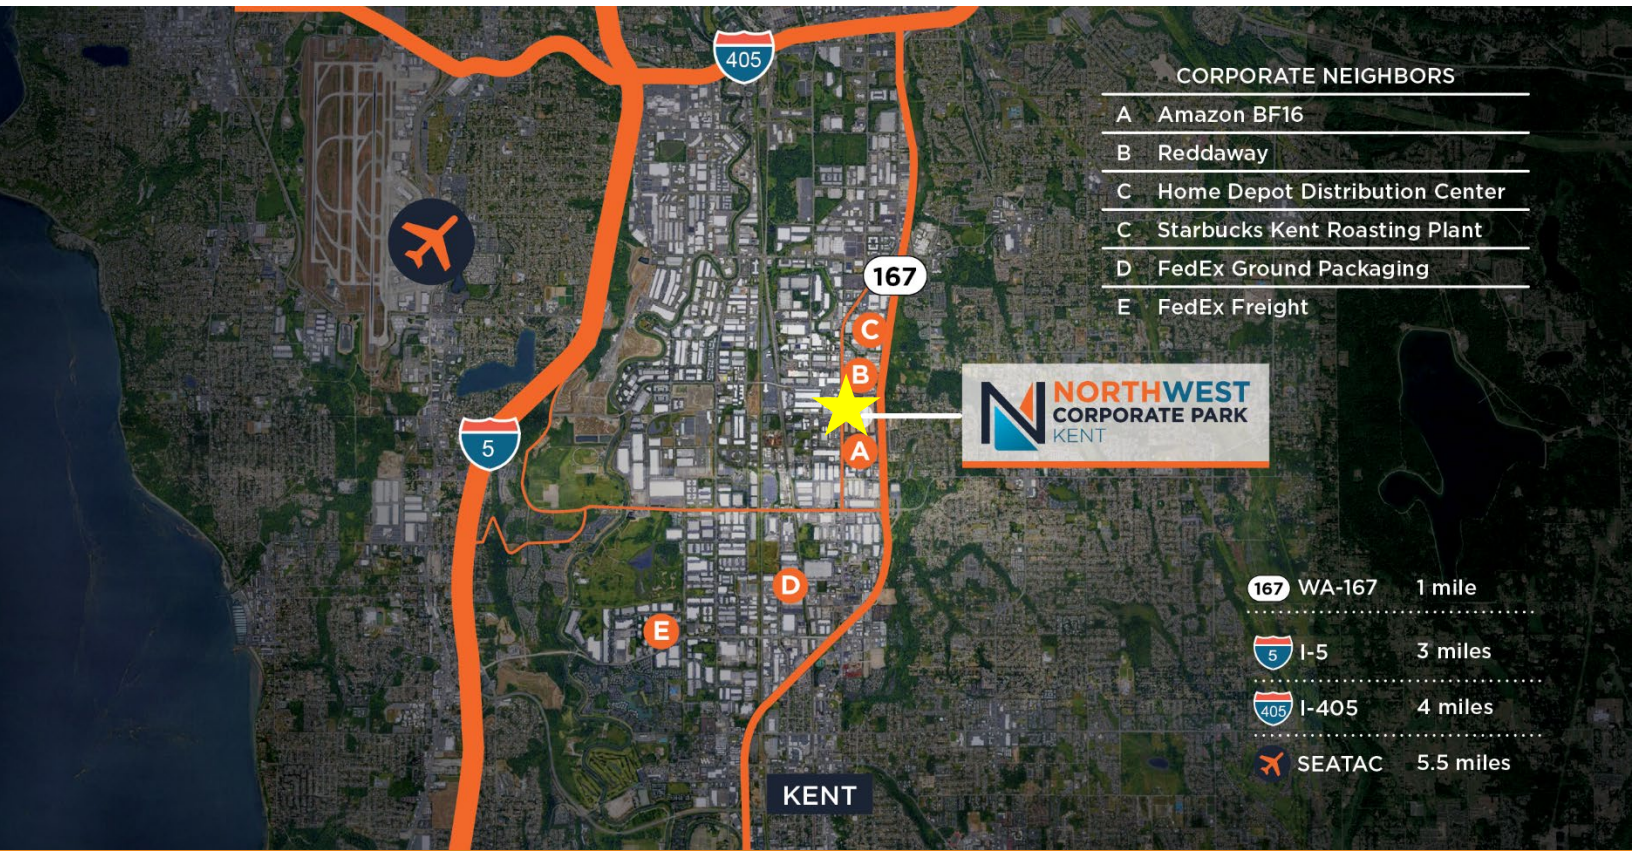 405
CORPORATE NEIGHBORS
A Amazon BF16
B Reddaway
C Home Depot Distribution Center
C Starbucks Kent Roasting Plant
D FedEx Ground Packaging
E FedEx Freight
167
C
B
NORTHWEST
CORPORATE PARK
KENT
5
A
D
E
167 WA-167 1 mile
5 I-5 3 miles
405 I-405 4 miles
SEATAC 5.5 miles
KENT